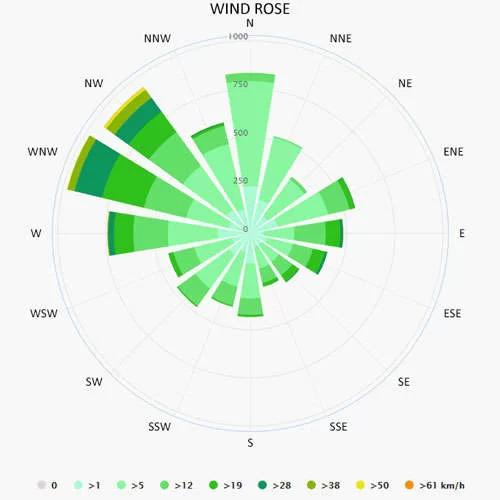 WIND ROSE
N
NNW
NNE
1000
NW
NE
750
500
WNW
ENE
250
W
0
E
WSW
ESE
SW
SE
SSW
SSE
S
0 >1 >5 >12 >19 >28 >38 >50 >61 km/h